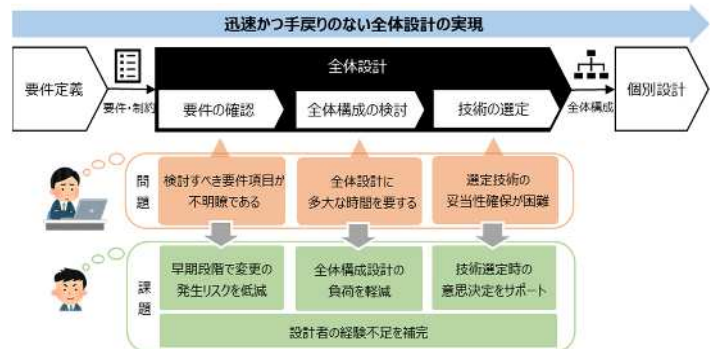 迅速かつ手戻りのない全体設計の実現
要件定義
要件・制約
全体設計
要件の確認
全体構成の検討
技術の選定
全体構成
個別設計
問題
検討すべき要件項目が
不明瞭である
全体設計に
多大な時間を要する
選定技術の
妥当性確保が困難
課題
早期段階で変更の
発生リスクを低減
全体構成設計の
負荷を軽減
技術選定時の
意思決定をサポート
設計者の経験不足を補完